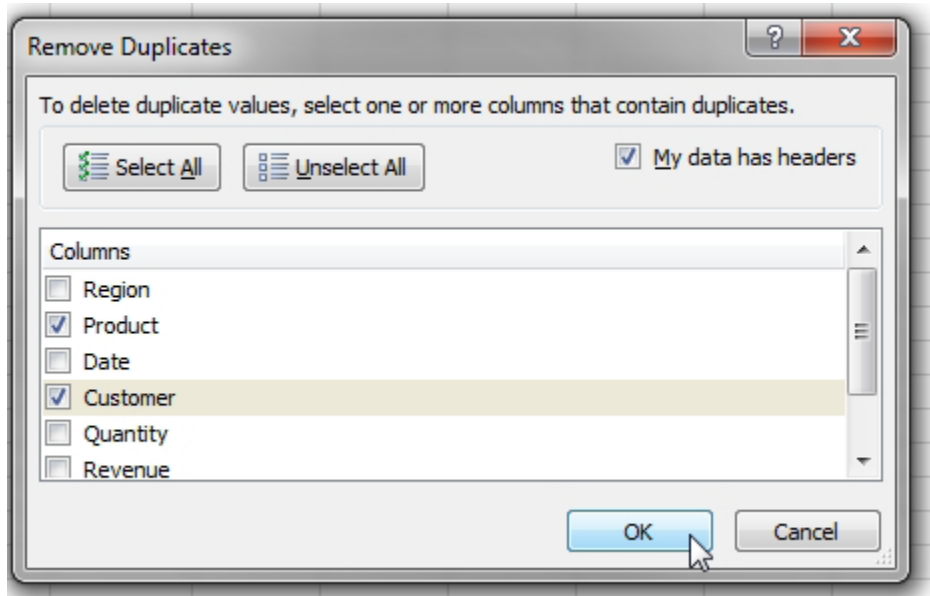 Remove Duplicates
To delete duplicate values, select one or more columns that contain duplicates.
Select All Unselect All My data has headers
Columns
Region
Product
Date
Customer
Quantity
Revenue
OK Cancel